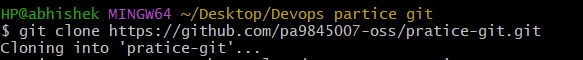 HP@abhishek MINGW64 ~/Desktop/Devops partice git
$ git clone https://github.com/pa9845007-oss/pratice-git.git
Cloning into 'pratice-git'...